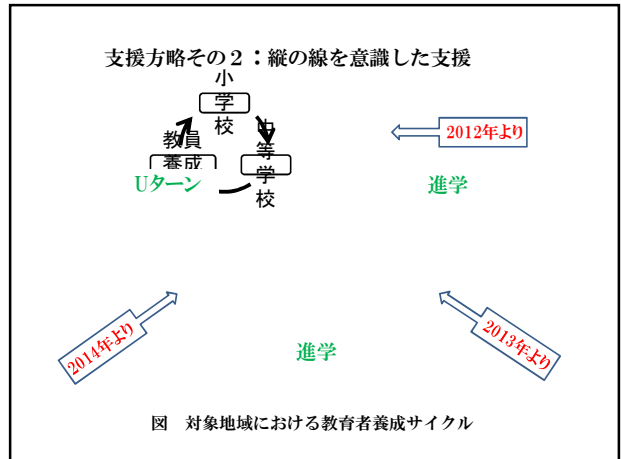 支援方略その２：縦の線を意識した支援
小
学
校
教員
養成
中
等
学
校
2012年より
Uターン
進学
2014年より
2013年より
進学
図　対象地域における教育者養成サイクル